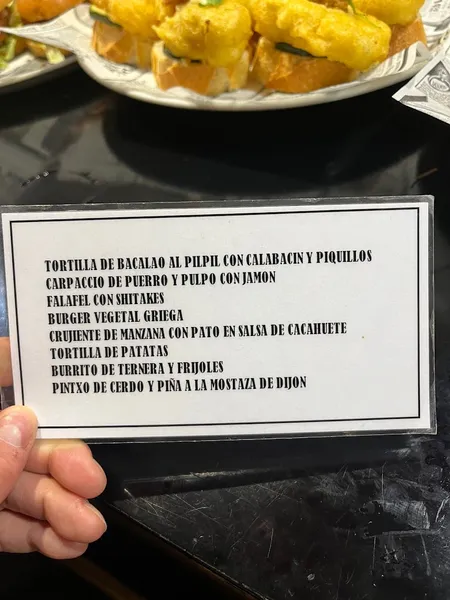 TORTILLA DE BACALAO AL PILPIL CON CALABACIN Y PIQUILLOS
CARPACCIO DE PUERRO Y PULPO CON JAMON
FALAFEL CON SHITAKES
BURGER VEGETAL GRIEGA
CRUJIENTE DE MANZANA CON PATO EN SALSA DE CACAHUETE
TORTILLA DE PATATAS
BURRITO DE TERNERA Y FRIJOLES
PINTXO DE CERDO Y PIÑA A LA MOSTAZA DE DIJON